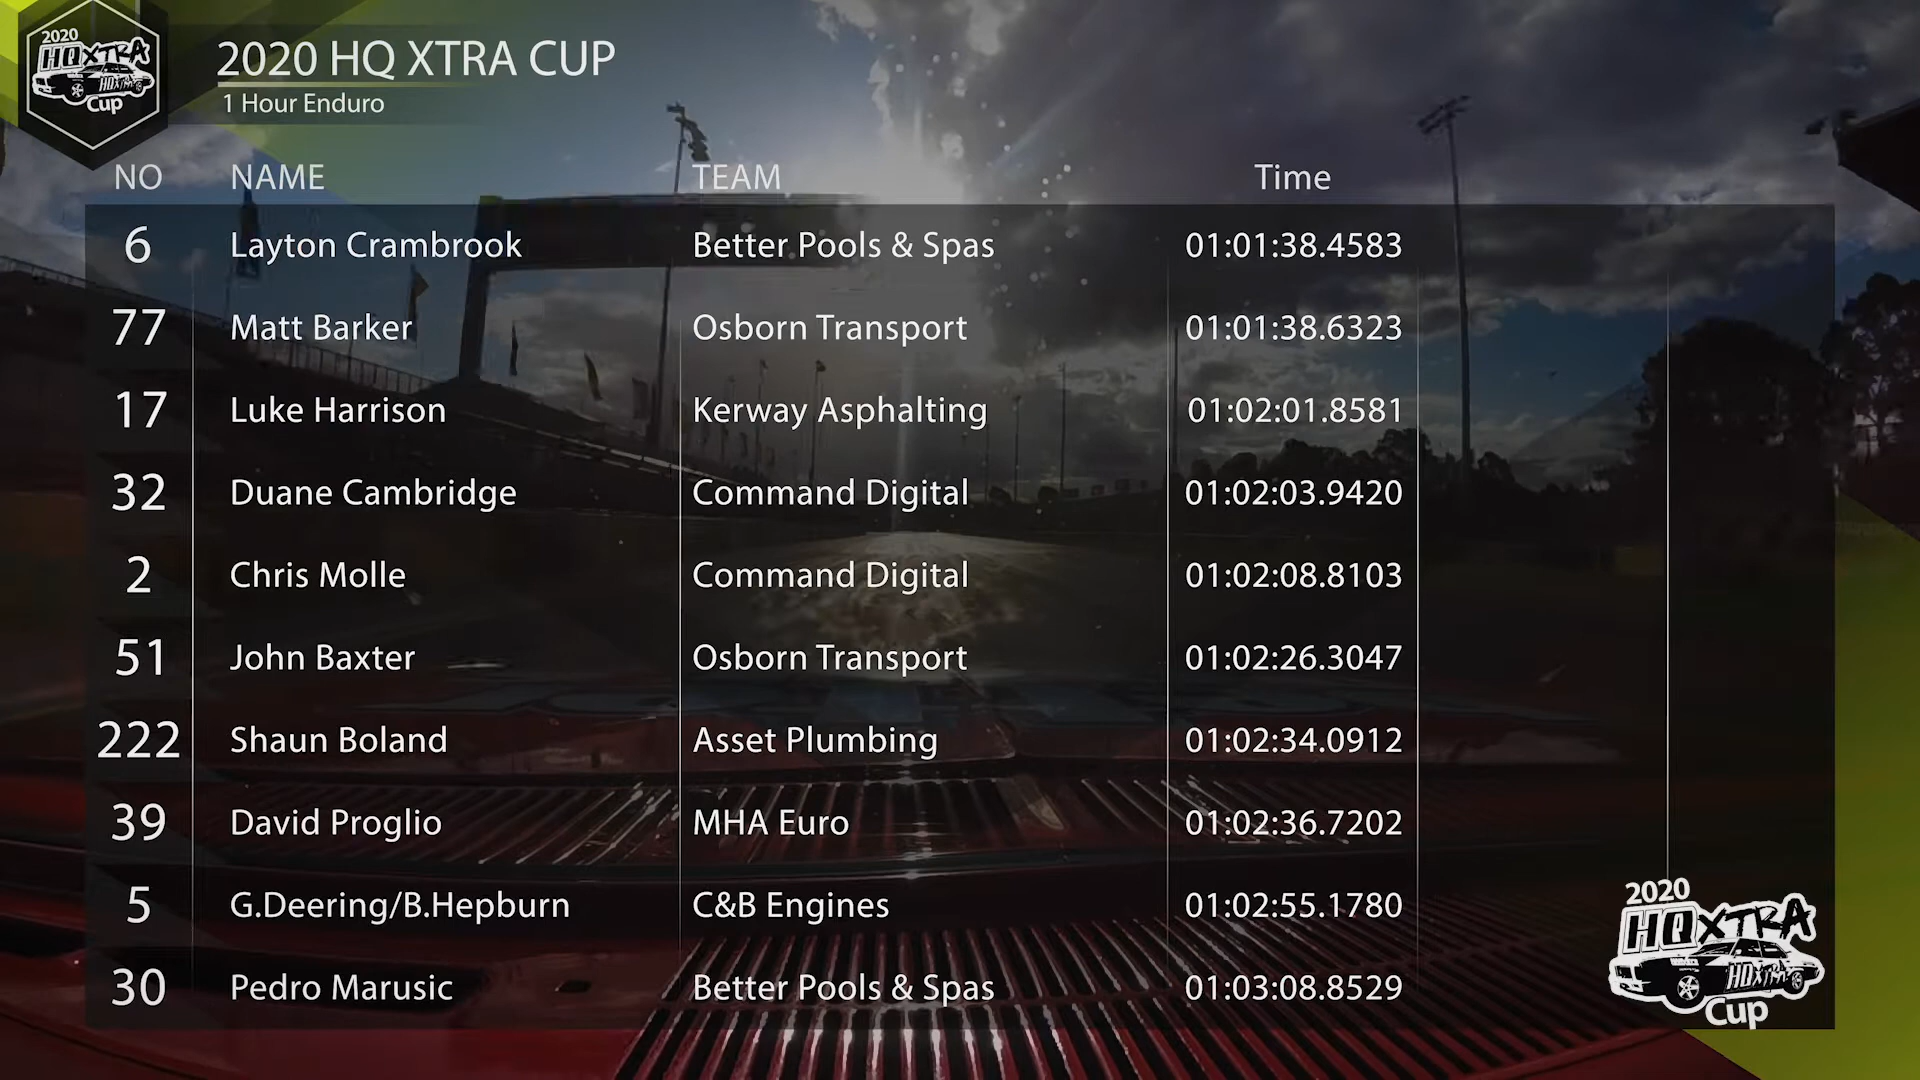 2020
HQ XTRA
HQ XTRA
Cup
2020 HQ XTRA CUP
1 Hour Enduro
NO NAME TEAM Time
6 Layton Crambrook Better Pools & Spas 01:01:38.4583
77 Matt Barker Osborn Transport 01:01:38.6323
17 Luke Harrison Kerway Asphalting 01:02:01.8581
32 Duane Cambridge Command Digital 01:02:03.9420
2 Chris Molle Command Digital 01:02:08.8103
51 John Baxter Osborn Transport 01:02:26.3047
222 Shaun Boland Asset Plumbing 01:02:34.0912
39 David Proglio MHA Euro 01:02:36.7202
5 G.Deering/B.Hepburn C&B Engines 01:02:55.1780
30 Pedro Marusic Better Pools & Spas 01:03:08.8529
2020
HQ XTRA
HQ XTRA
Cup